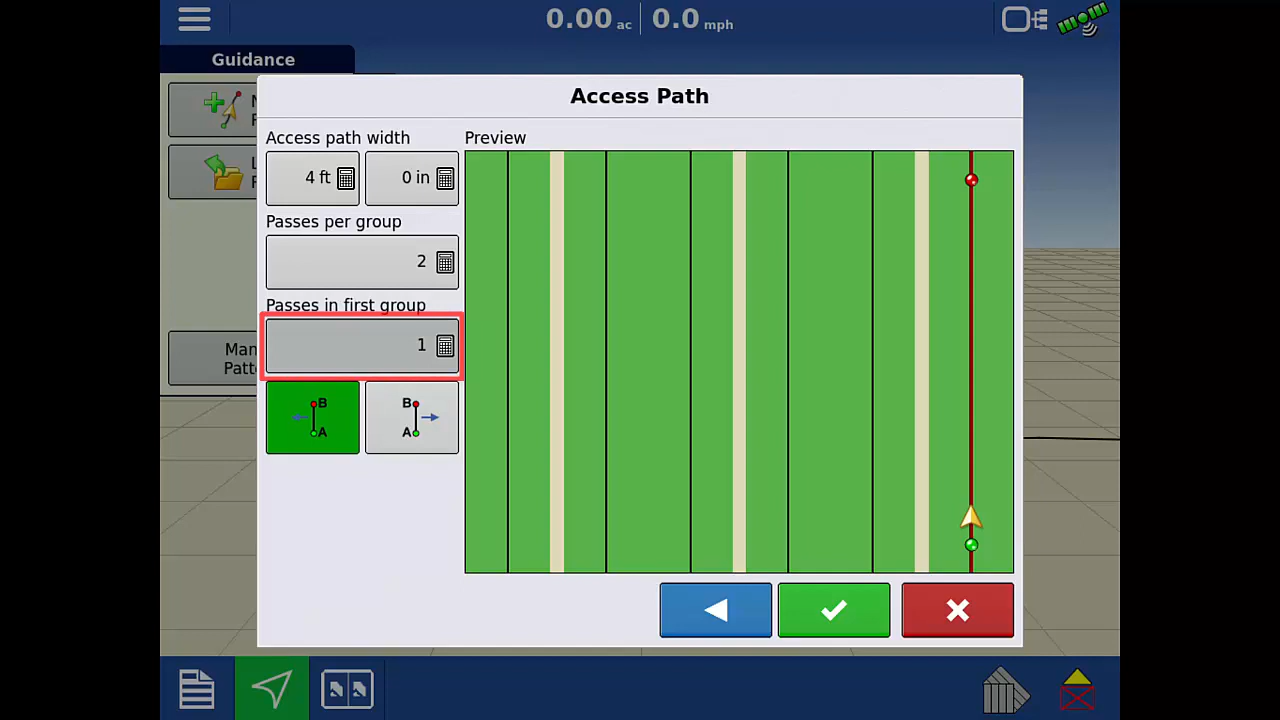 0.00 ac
0.0 mph
Guidance
Access Path
Access path width
Preview
4 ft
0 in
Passes per group
2
Passes in first group
1
B
A
B
A
Man
Patt